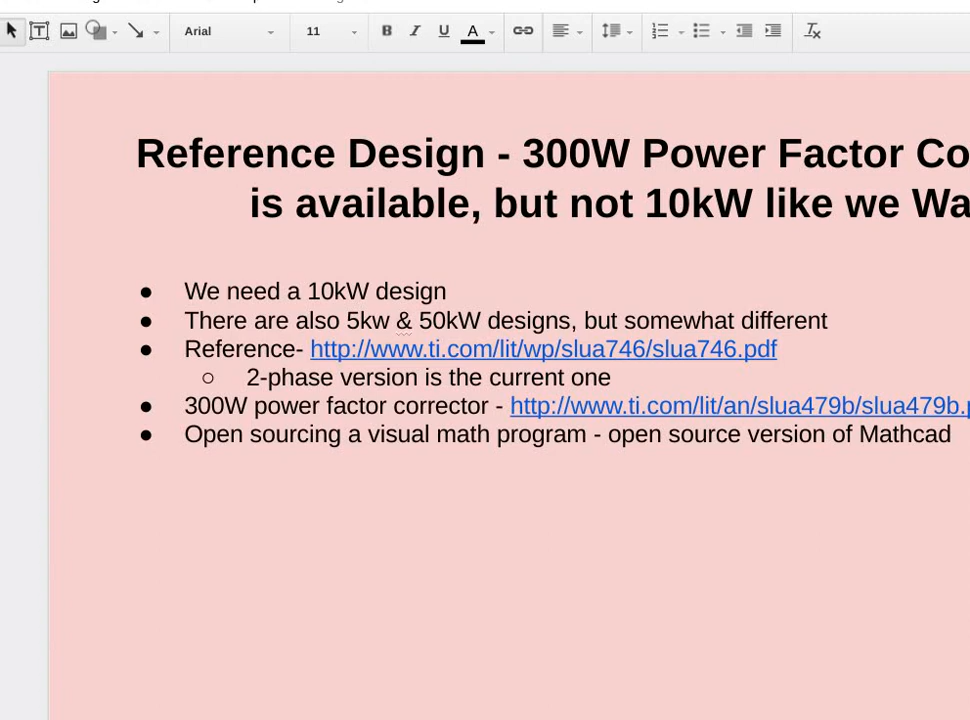 Arial 11 B I U A
Reference Design - 300W Power Factor Co
is available, but not 10kW like we Wa
● We need a 10kW design
● There are also 5kw & 50kW designs, but somewhat different
● Reference- http://www.ti.com/lit/wp/slua746/slua746.pdf
○ 2-phase version is the current one
● 300W power factor corrector - http://www.ti.com/lit/an/slua479b/slua479b.p
● Open sourcing a visual math program - open source version of Mathcad